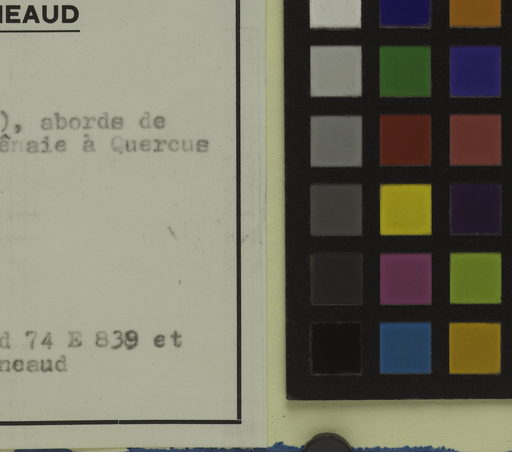 NEAUD
), abords de
ênaie à Quercus
d 74 E 839 et
neaud